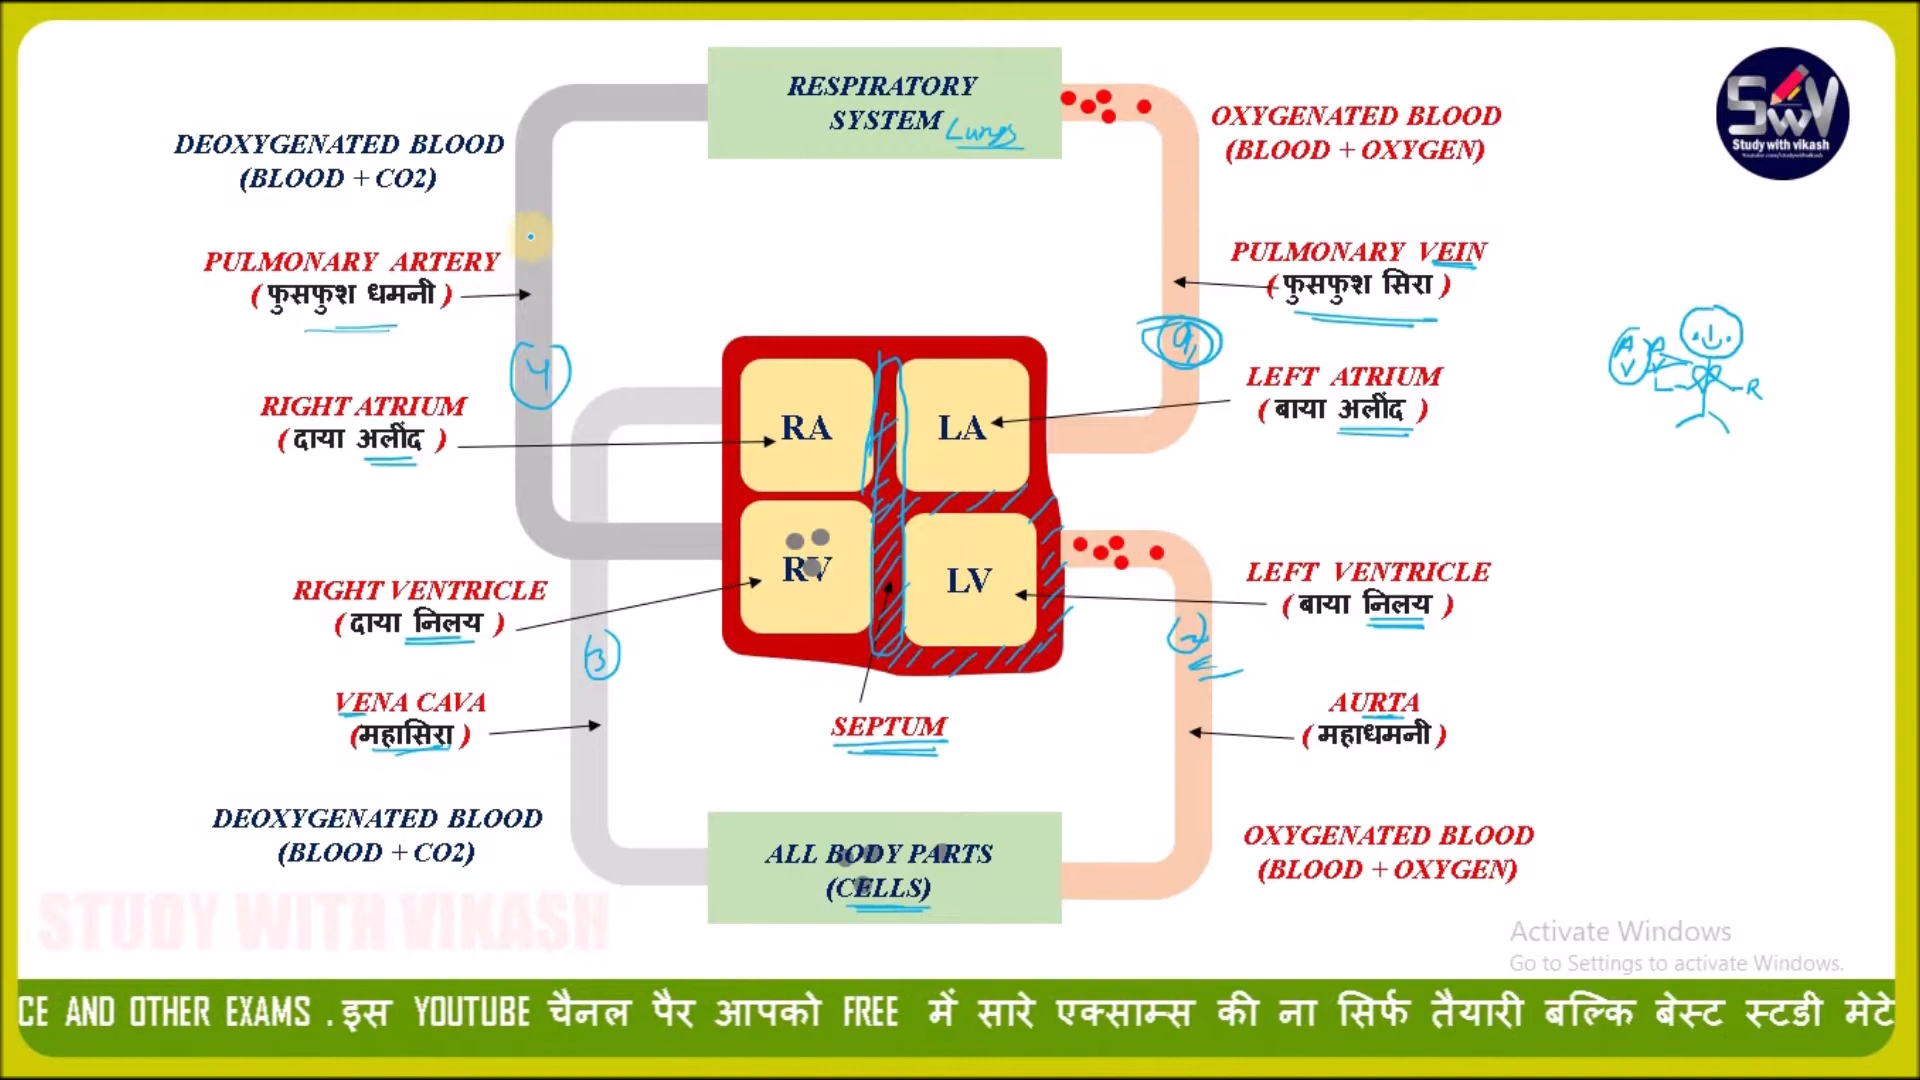 RESPIRATORY
SYSTEM Lungs
DEOXYGENATED BLOOD
(BLOOD + CO2)
OXYGENATED BLOOD
(BLOOD + OXYGEN)
SwV
Study with vikash
PULMONARY ARTERY
( फुसफुश धमनी )
PULMONARY VEIN
( फुसफुश सिरा )
4
A A
V V
L R
RIGHT ATRIUM
( दाया अलींद )
RA
LA
LEFT ATRIUM
( बाया अलींद )
RIGHT VENTRICLE
( दाया निलय )
RV
LV
LEFT VENTRICLE
( बाया निलय )
3
2
VENA CAVA
(महासिरा )
SEPTUM
AURTA
( महाधमनी )
DEOXYGENATED BLOOD
(BLOOD + CO2)
ALL BODY PARTS
(CELLS)
OXYGENATED BLOOD
(BLOOD + OXYGEN)
STUDY WITH VIKASH
Activate Windows
Go to Settings to activate Windows.
CE AND OTHER EXAMS . इस YOUTUBE चैनल पैर आपको FREE में सारे एक्साम्स की ना सिर्फ तैयारी बल्कि बेस्ट स्टडी मेटे